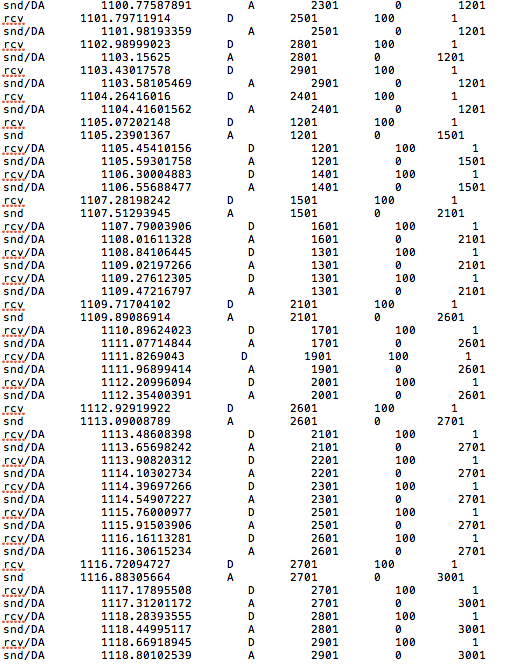 snd/DA 1100.77587891 A 2301 0 1201
rcv 1101.79711914 D 2501 100 1
snd/DA 1101.98193359 A 2501 0 1201
rcv 1102.98999023 D 2801 100 1
snd 1103.15625 A 2801 0 1201
rcv 1103.43017578 D 2901 100 1
snd/DA 1103.58105469 A 2901 0 1201
rcv 1104.26416016 D 2401 100 1
snd/DA 1104.41601562 A 2401 0 1201
rcv 1105.07202148 D 1201 100 1
snd 1105.23901367 A 1201 0 1501
rcv/DA 1105.45410156 D 1201 100 1
snd/DA 1105.59301758 A 1201 0 1501
rcv/DA 1106.30004883 D 1401 100 1
snd/DA 1106.55688477 A 1401 0 1501
rcv 1107.28198242 D 1501 100 1
snd 1107.51293945 A 1501 0 2101
rcv/DA 1107.79003906 D 1601 100 1
snd/DA 1108.01611328 A 1601 0 2101
rcv/DA 1108.84106445 D 1301 100 1
snd/DA 1109.02197266 A 1301 0 2101
rcv/DA 1109.27612305 D 1301 100 1
snd/DA 1109.47216797 A 1301 0 2101
rcv 1109.71704102 D 2101 100 1
snd 1109.89086914 A 2101 0 2601
rcv/DA 1110.89624023 D 1701 100 1
snd/DA 1111.07714844 A 1701 0 2601
rcv/DA 1111.8269043 D 1901 100 1
snd/DA 1111.96899414 A 1901 0 2601
rcv/DA 1112.20996094 D 2001 100 1
snd/DA 1112.35400391 A 2001 0 2601
rcv 1112.92919922 D 2601 100 1
snd 1113.09008789 A 2601 0 2701
rcv/DA 1113.48608398 D 2101 100 1
snd/DA 1113.65698242 A 2101 0 2701
rcv/DA 1113.90820312 D 2201 100 1
snd/DA 1114.10302734 A 2201 0 2701
rcv/DA 1114.39697266 D 2301 100 1
snd/DA 1114.54907227 A 2301 0 2701
rcv/DA 1115.76000977 D 2501 100 1
snd/DA 1115.91503906 A 2501 0 2701
rcv/DA 1116.16113281 D 2601 100 1
snd/DA 1116.30615234 A 2601 0 2701
rcv 1116.72094727 D 2701 100 1
snd 1116.88305664 A 2701 0 3001
rcv/DA 1117.17895508 D 2701 100 1
snd/DA 1117.31201172 A 2701 0 3001
rcv/DA 1118.28393555 D 2801 100 1
snd/DA 1118.44995117 A 2801 0 3001
rcv/DA 1118.66918945 D 2901 100 1
snd/DA 1118.80102539 A 2901 0 3001